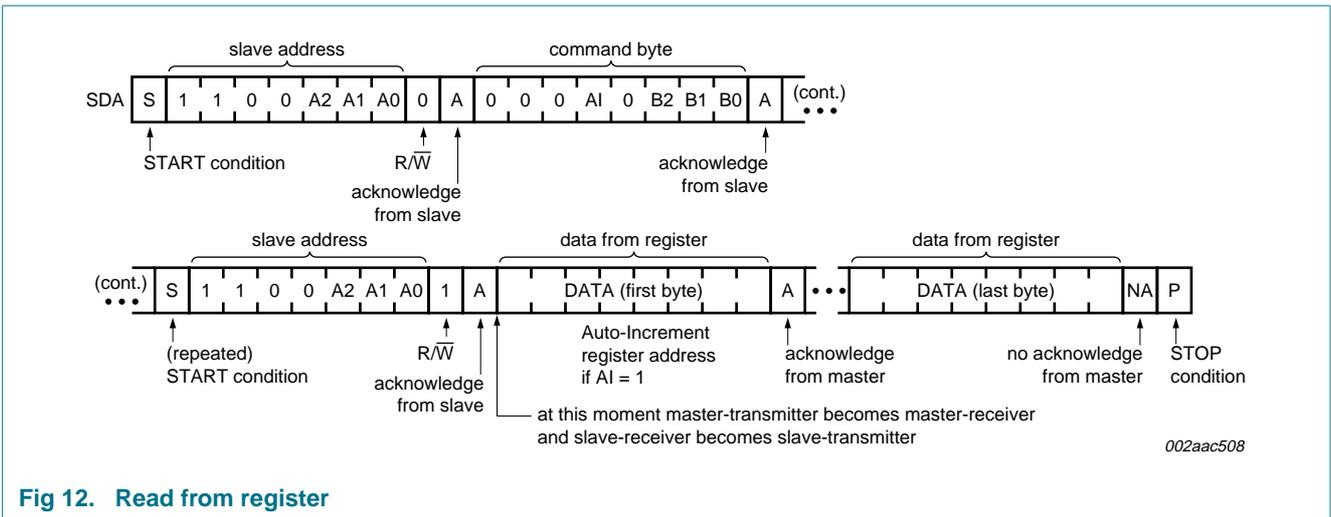 slave address command byte
SDA S 1 1 0 0 A2 A1 A0 0 A 0 0 0 AI 0 B2 B1 B0 A (cont.)
START condition R/W̅ acknowledge
acknowledge from slave
from slave
slave address data from register data from register
(cont.) S 1 1 0 0 A2 A1 A0 1 A DATA (first byte) A DATA (last byte) NA P
(repeated) R/W̅ Auto-Increment acknowledge no acknowledge STOP
START condition acknowledge register address from master from master condition
from slave if AI = 1
at this moment master-transmitter becomes master-receiver
and slave-receiver becomes slave-transmitter
002aac508
Fig 12. Read from register